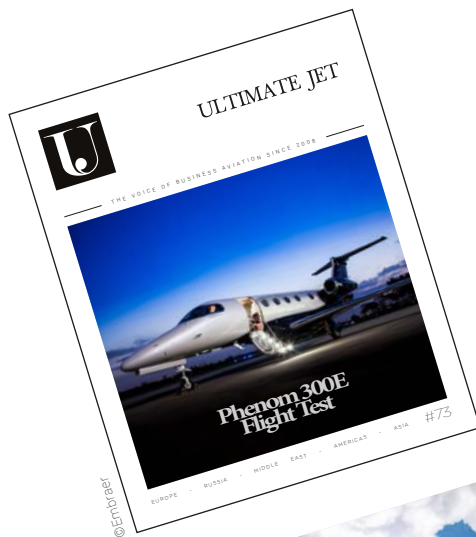 ULTIMATE JET
UJ
THE VOICE OF BUSINESS AVIATION SINCE 2008
Phenom 300E
Flight Test
#73
EUROPE - RUSSIA - MIDDLE EAST - AMERICAS - ASIA
©Embraer